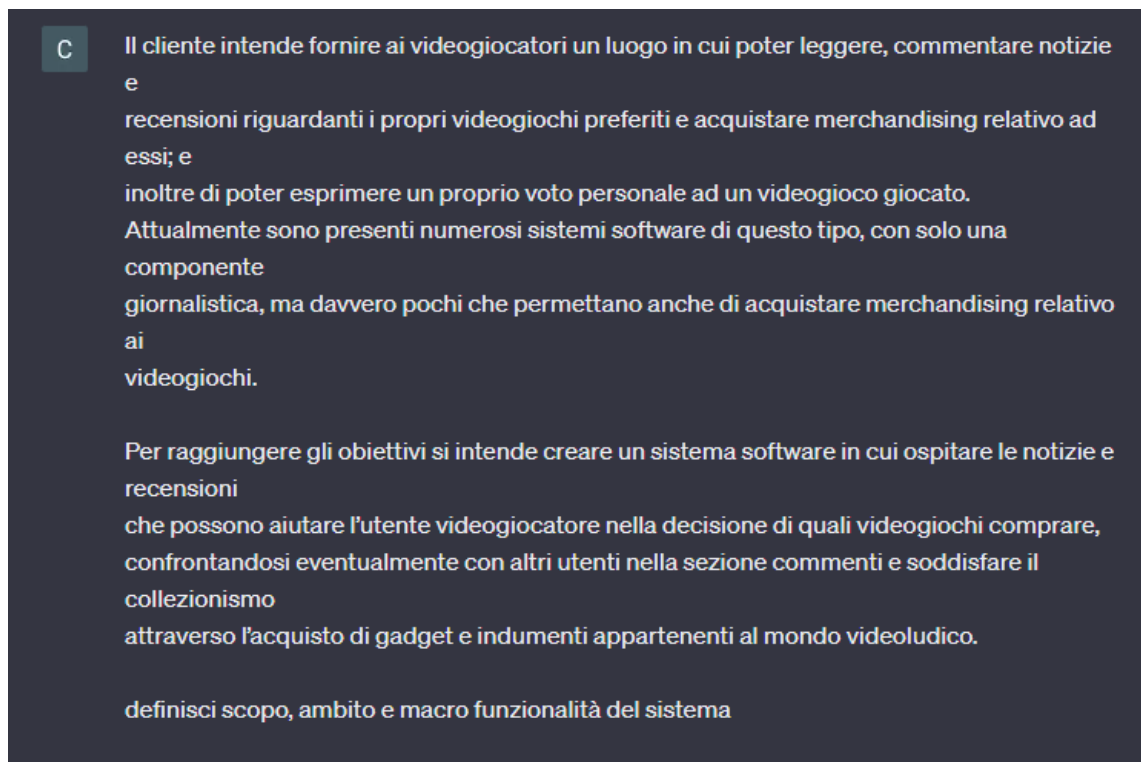 C
Il cliente intende fornire ai videogiocatori un luogo in cui poter leggere, commentare notizie
e
recensioni riguardanti i propri videogiochi preferiti e acquistare merchandising relativo ad
essi; e
inoltre di poter esprimere un proprio voto personale ad un videogioco giocato.
Attualmente sono presenti numerosi sistemi software di questo tipo, con solo una
componente
giornalistica, ma davvero pochi che permettano anche di acquistare merchandising relativo
ai
videogiochi.
Per raggiungere gli obiettivi si intende creare un sistema software in cui ospitare le notizie e
recensioni
che possono aiutare l’utente videogiocatore nella decisione di quali videogiochi comprare,
confrontandosi eventualmente con altri utenti nella sezione commenti e soddisfare il
collezionismo
attraverso l’acquisto di gadget e indumenti appartenenti al mondo videoludico.
definisci scopo, ambito e macro funzionalità del sistema